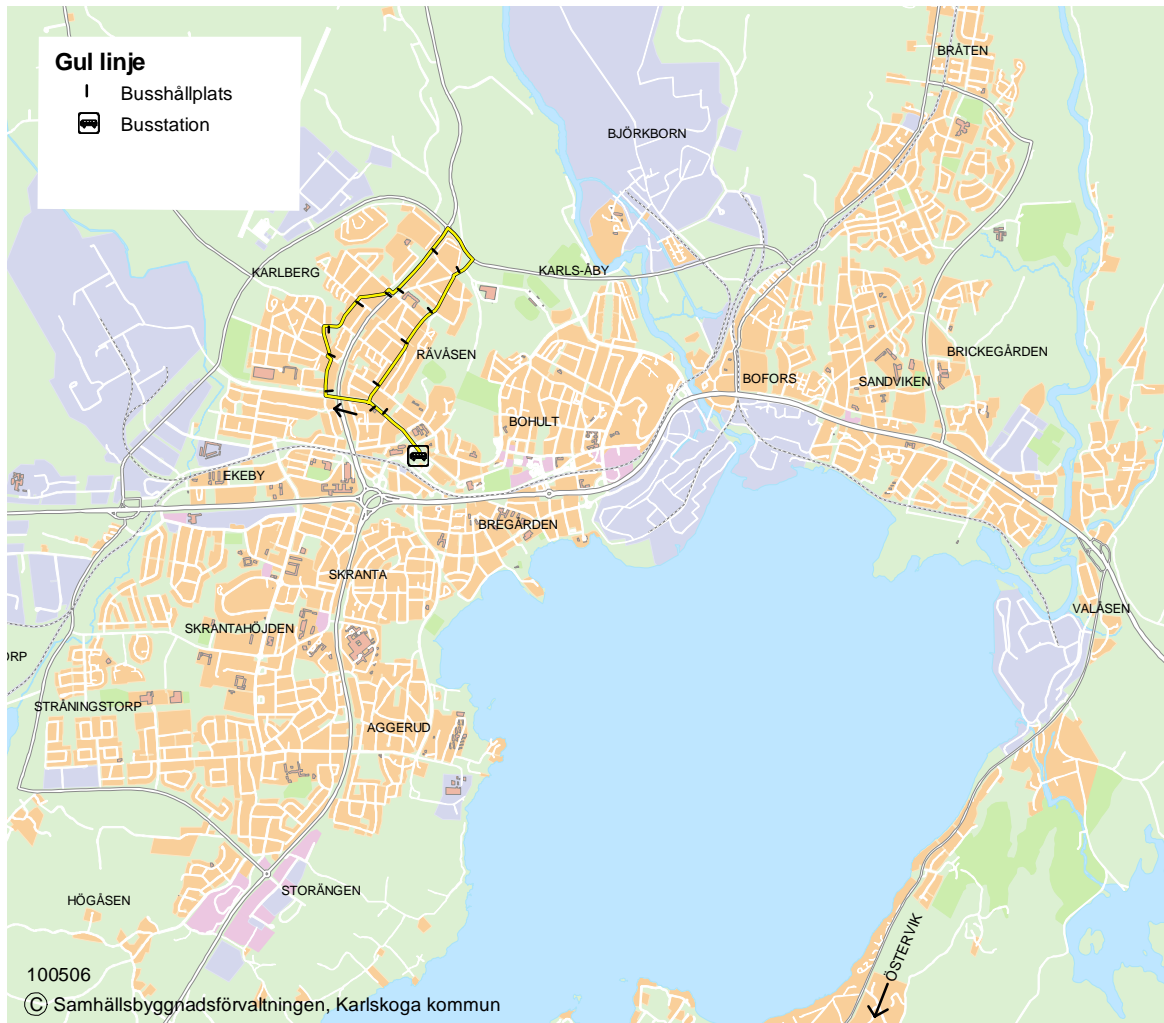 Gul linje
Busshållplats
Busstation
BRÅTEN
BJÖRKBORN
KARLBERG
KARLS-ÅBY
RÄVÅSEN
BRICKEGÅRDEN
BOFORS
SANDVIKEN
BOHULT
EKEBY
BREGÅRDEN
SKRANTA
VALÅSEN
SKRANTAHÖJDEN
ORP
STRÅNINGSTORP
AGGERUD
STORÄNGEN
HÖGÅSEN
ÖSTERVIK
100506
© Samhällsbyggnadsförvaltningen, Karlskoga kommun